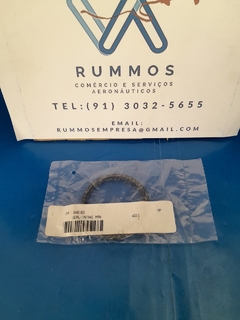 RUMMOS
COMÉRCIO E SERVIÇOS
AERONÁUTICOS
TEL:(91) 3032-5655
EMAIL:
RUMMOSEMPRESA@GMAIL.COM